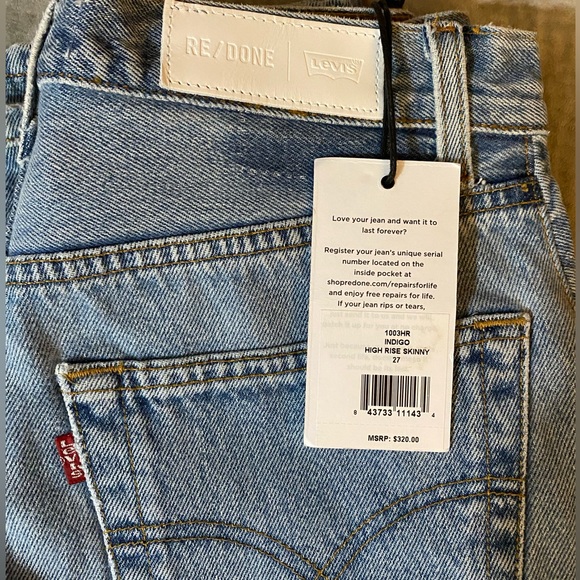 RE/DONE
Levi's
Love your jean and want it to
last forever?
Register your jean's unique serial
number located on the
inside pocket at
shopredone.com/repairsforlife
and enjoy free repairs for life.
If your jean rips or tears,
1003HR
INDIGO
HIGH RISE SKINNY
27
8 43733 11143 4
MSRP: $320.00
LEVI'S